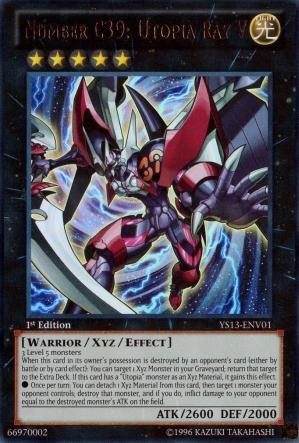 Number C39: Utopia Ray V
LIGHT
光
39
1st Edition
YS13-ENV01
[Warrior / Xyz / Effect]
3 Level 5 monsters
When this card in its owner's possession is destroyed by an opponent's card (either by
battle or by card effect): You can target 1 Xyz Monster in your Graveyard; return that target
to the Extra Deck. If this card has a "Utopia" monster as an Xyz Material, it gains this effect.
● Once per turn: You can detach 1 Xyz Material from this card, then target 1 monster your
opponent controls; destroy that monster, and if you do, inflict damage to your opponent
equal to the destroyed monster's ATK on the field.
ATK/2600 DEF/2000
66970002
©1996 KAZUKI TAKAHASHI